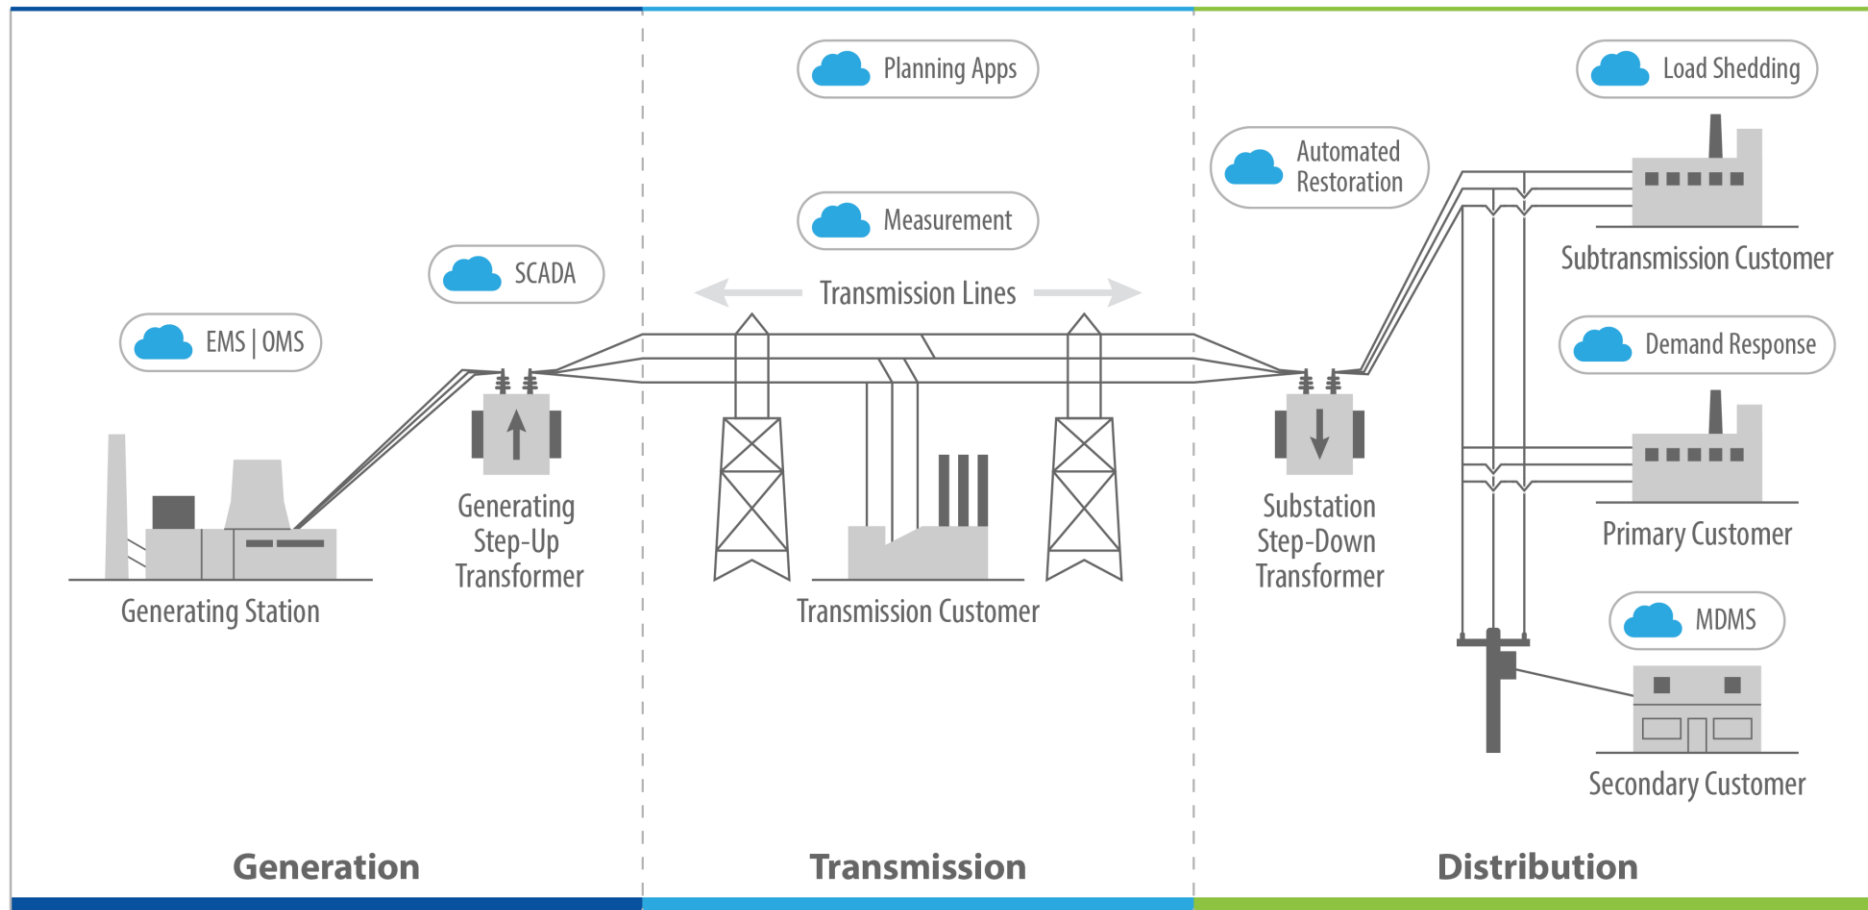 Planning Apps
Load Shedding
Automated
Restoration
Measurement
Subtransmission Customer
SCADA
Transmission Lines
EMS | OMS
Demand Response
Generating
Step-Up
Transformer
Substation
Step-Down
Transformer
Primary Customer
Generating Station
Transmission Customer
MDMS
Secondary Customer
Generation
Transmission
Distribution